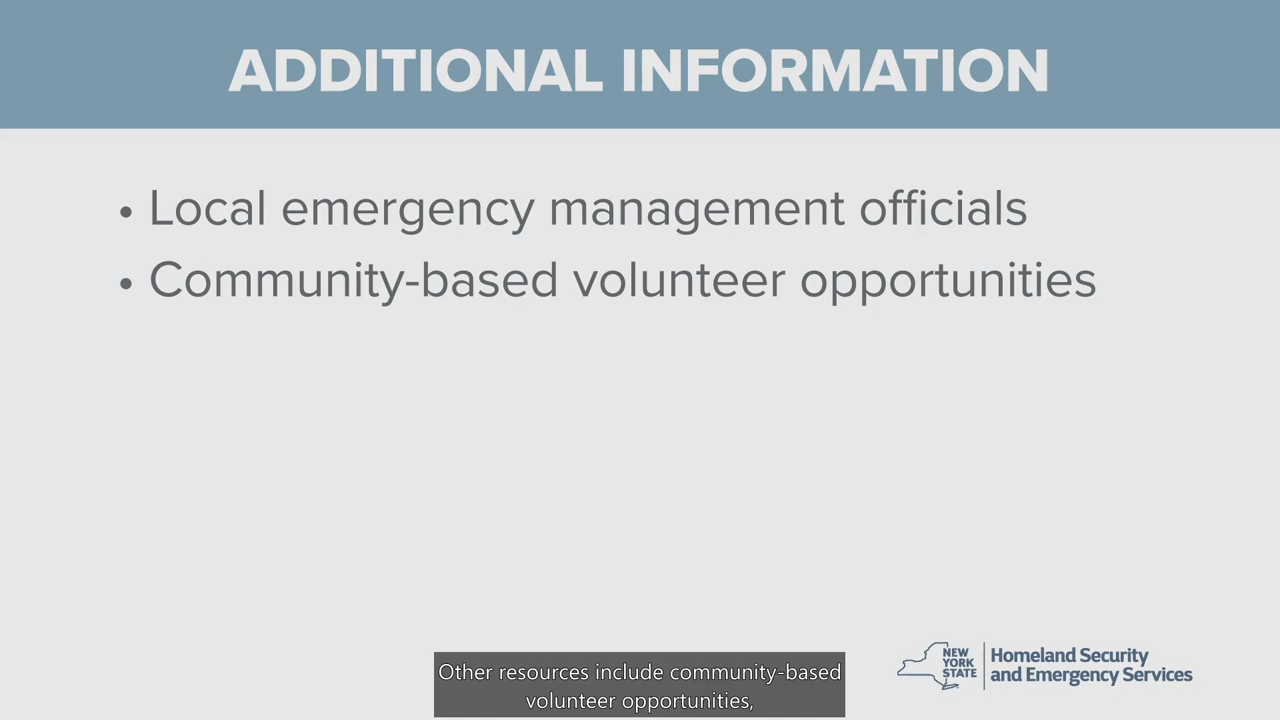 ADDITIONAL INFORMATION
• Local emergency management officials
• Community-based volunteer opportunities
Other resources include community-based
volunteer opportunities,
NEW
YORK
STATE
Homeland Security
and Emergency Services